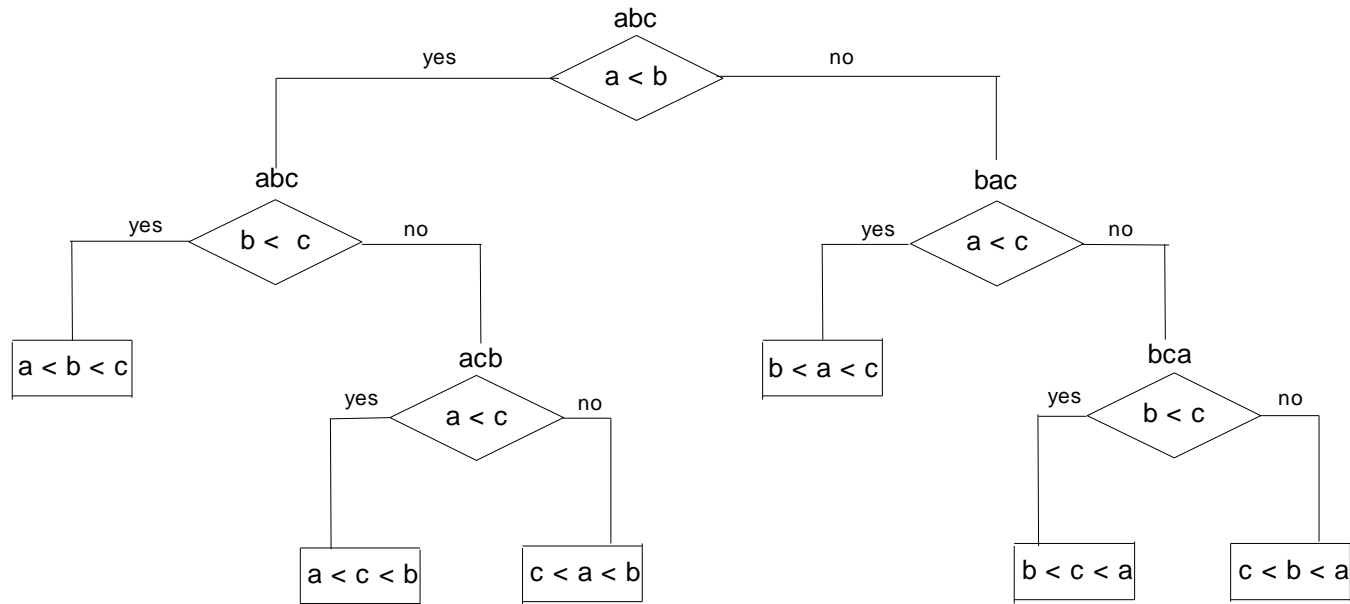 abc
yes
a < b
no
abc
yes
b < c
no
bac
yes
a < c
no
a < b < c
acb
yes
a < c
no
b < a < c
bca
yes
b < c
no
a < c < b
c < a < b
b < c < a
c < b < a